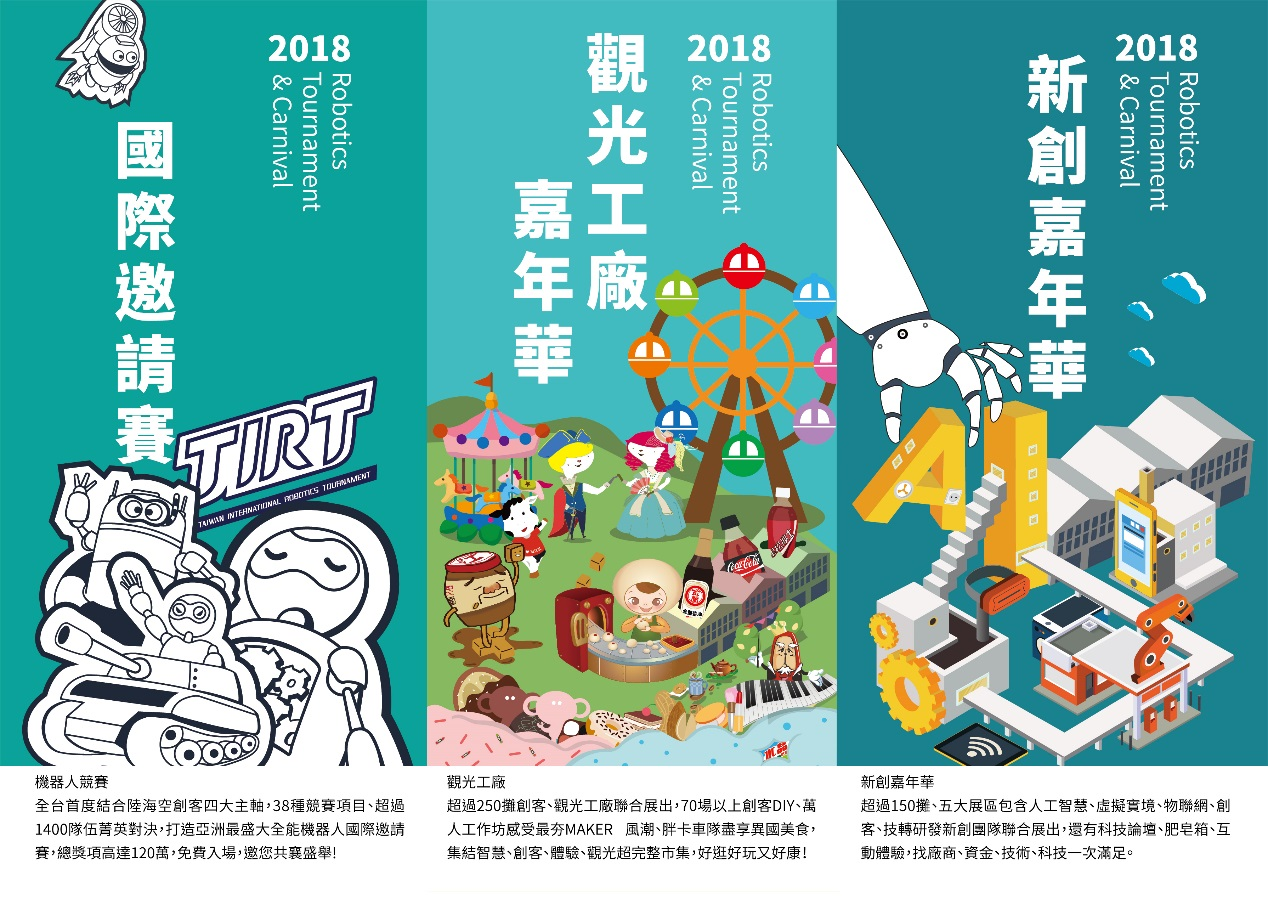 國際邀請賽
2018
Robotics
Tournament
& Carnival
TIRT
TAIWAN INTERNATIONAL ROBOTICS TOURNAMENT
機器人競賽
全台首度結合陸海空創客四大主軸,38種競賽項目、超過
1400隊伍菁英對決,打造亞洲最盛大全能機器人國際邀請
賽,總獎項高達120萬,免費入場,邀您共襄盛舉!
觀光工廠
嘉年華
2018
Robotics
Tournament
& Carnival
Coca-Cola
觀光工廠
超過250攤創客、觀光工廠聯合展出,70場以上創客DIY、萬
人工作坊感受最夯MAKER 風潮、胖卡車隊盡享異國美食,
集結智慧、創客、體驗、觀光超完整市集,好逛好玩又好康!
新創嘉年華
2018
Robotics
Tournament
& Carnival
AI
新創嘉年華
超過150攤、五大展區包含人工智慧、虛擬實境、物聯網、創
客、技轉研發新創團隊聯合展出,還有科技論壇、肥皂箱、互
動體驗,找廠商、資金、技術、科技一次滿足。